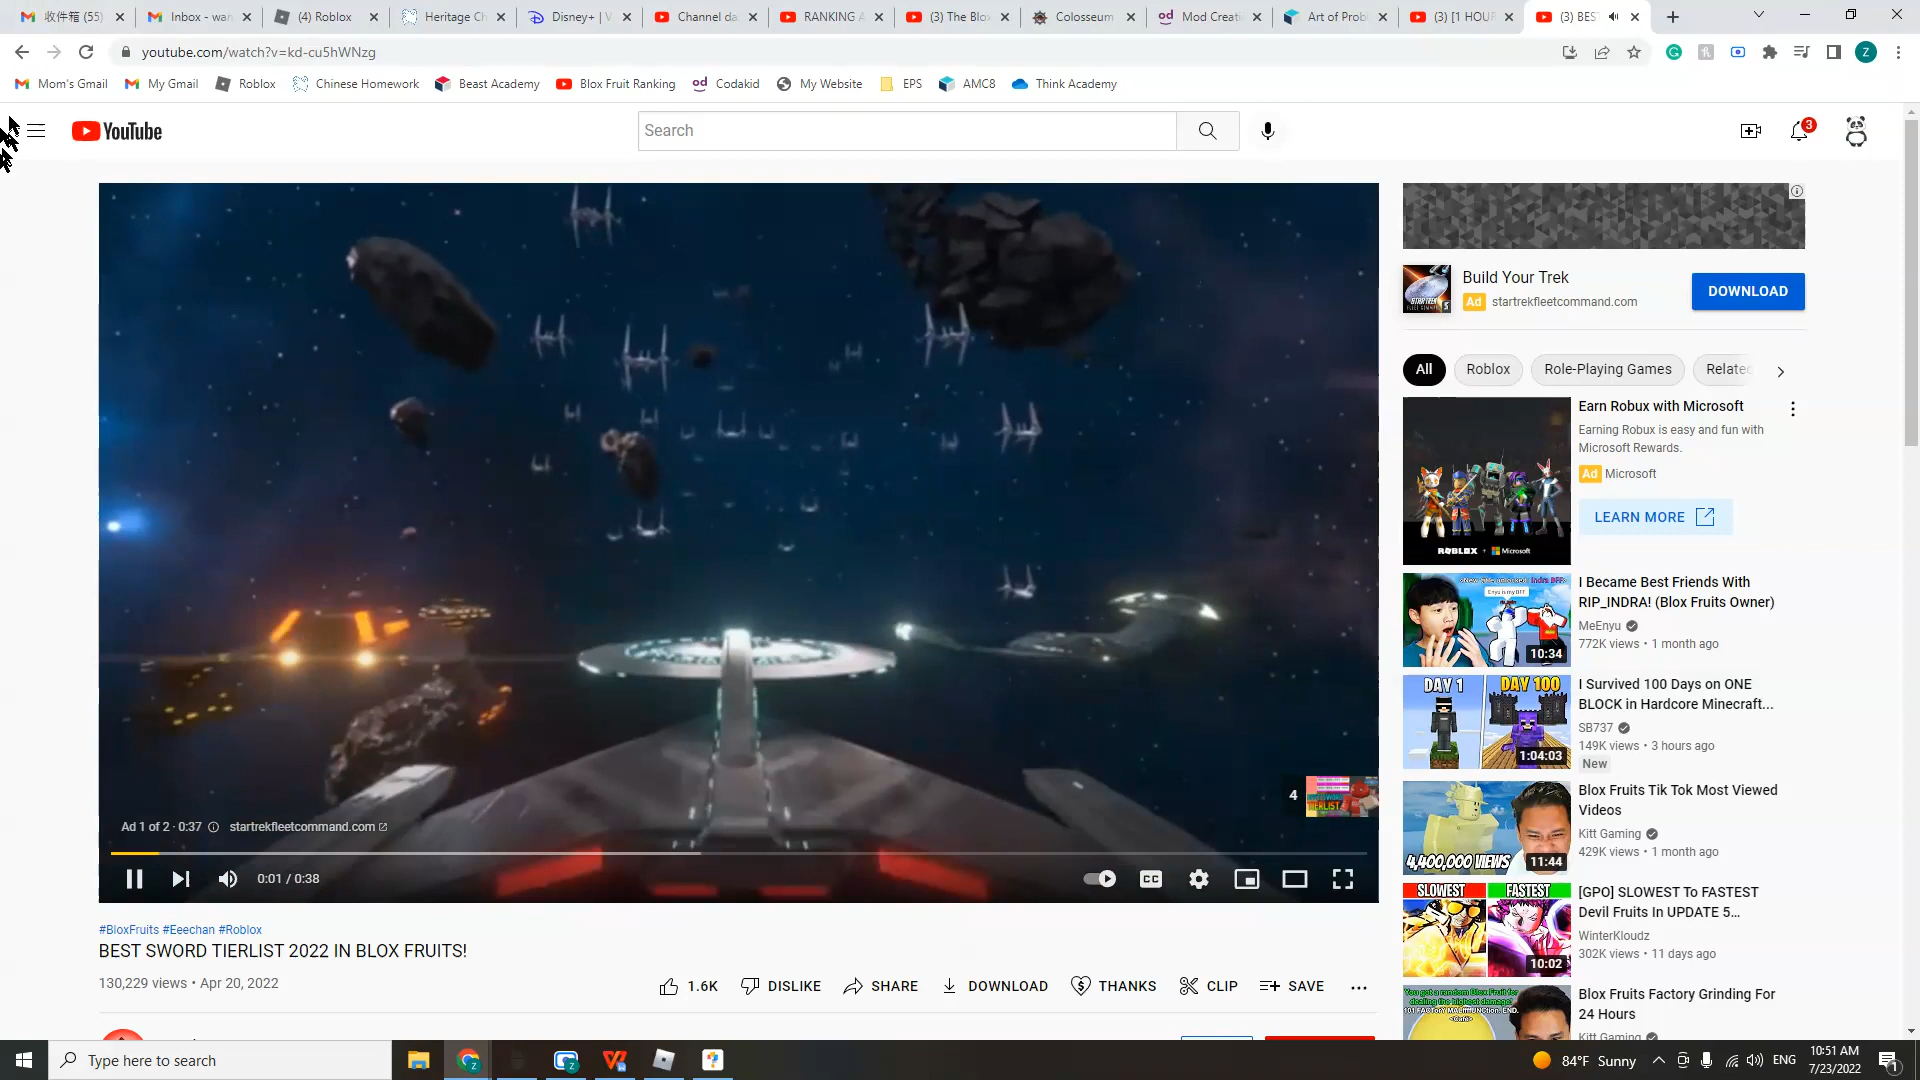 收件箱 (55)
Inbox - wan
(4) Roblox
Heritage Ch
Disney+ | V
Channel da
RANKING A
(3) The Blox
Colosseum
Mod Creati
Art of Prob
(3) [1 HOUR
(3) BES
youtube.com/watch?v=kd-cu5hWNzg
Z
Mom's Gmail
My Gmail
Roblox
Chinese Homework
Beast Academy
Blox Fruit Ranking
od Codakid
My Website
EPS
AMC8
Think Academy
YouTube
Search
3
Build Your Trek
Ad startrekfleetcommand.com
DOWNLOAD
All
Roblox
Role-Playing Games
Related
Earn Robux with Microsoft
Earning Robux is easy and fun with
Microsoft Rewards.
Ad Microsoft
LEARN MORE
ROBLOX + Microsoft
I Became Best Friends With
RIP_INDRA! (Blox Fruits Owner)
MeEnyu
772K views • 1 month ago
10:34
DAY 1
DAY 100
I Survived 100 Days on ONE
BLOCK in Hardcore Minecraft...
SB737
149K views • 3 hours ago
New
1:04:03
Blox Fruits Tik Tok Most Viewed
Videos
Kitt Gaming
429K views • 1 month ago
4,400,000 VIEWS
11:44
SLOWEST
FASTEST
[GPO] SLOWEST To FASTEST
Devil Fruits In UPDATE 5...
WinterKloudz
302K views • 11 days ago
10:02
Blox Fruits Factory Grinding For
24 Hours
Kitt Gaming
4
Ad 1 of 2 · 0:37
startrekfleetcommand.com
0:01 / 0:38
CC
#BloxFruits #Eeechan #Roblox
BEST SWORD TIERLIST 2022 IN BLOX FRUITS!
130,229 views • Apr 20, 2022
1.6K
DISLIKE
SHARE
DOWNLOAD
THANKS
CLIP
SAVE
Type here to search
84°F Sunny
ENG
10:51 AM
7/23/2022
1